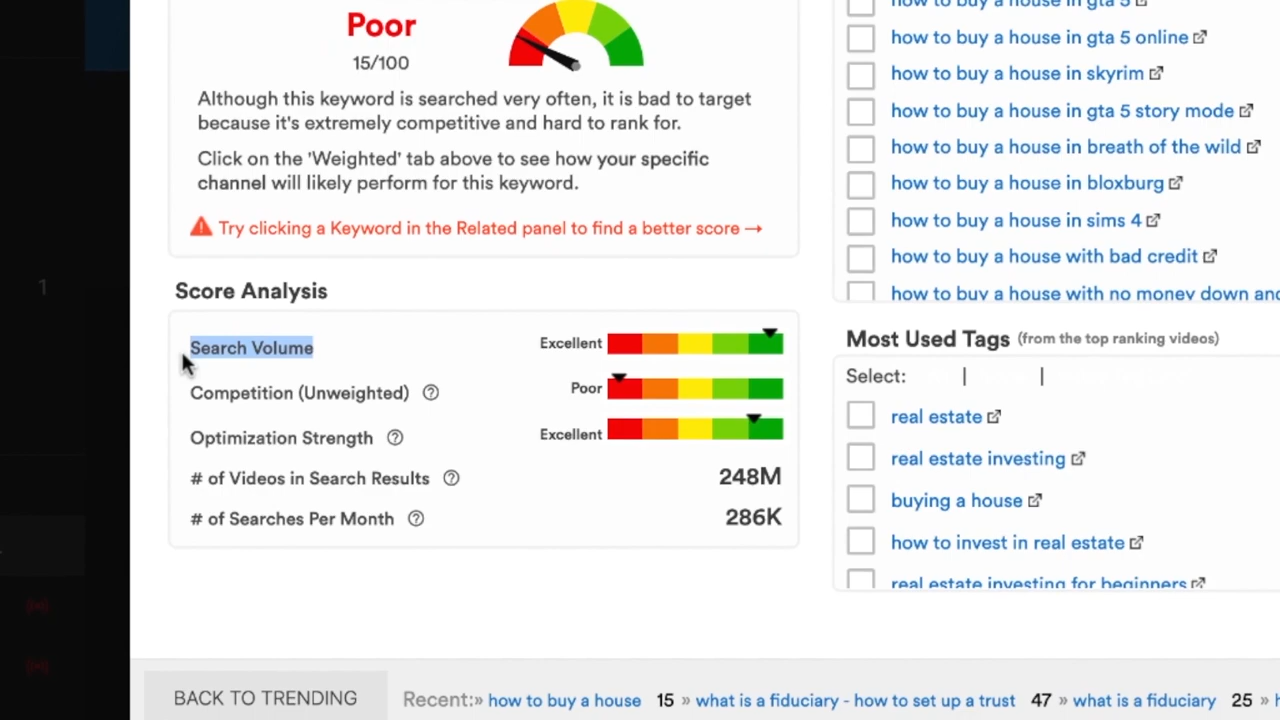 Poor
15/100
Although this keyword is searched very often, it is bad to target
because it's extremely competitive and hard to rank for.
Click on the 'Weighted' tab above to see how your specific
channel will likely perform for this keyword.
Try clicking a Keyword in the Related panel to find a better score →
1
Score Analysis
Search Volume Excellent
Competition (Unweighted) ? Poor
Optimization Strength ? Excellent
# of Videos in Search Results ? 248M
# of Searches Per Month ? 286K
how to buy a house in gta 5
how to buy a house in gta 5 online
how to buy a house in skyrim
how to buy a house in gta 5 story mode
how to buy a house in breath of the wild
how to buy a house in bloxburg
how to buy a house in sims 4
how to buy a house with bad credit
how to buy a house with no money down and
Most Used Tags (from the top ranking videos)
Select: | |
real estate
real estate investing
buying a house
how to invest in real estate
real estate investing for beginners
BACK TO TRENDING Recent:» how to buy a house 15 » what is a fiduciary - how to set up a trust 47 » what is a fiduciary 25 » h